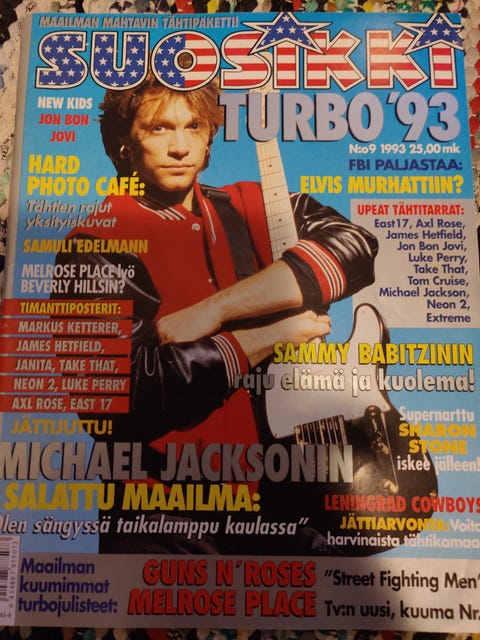 MAAILMAN MAHTAVIN TÄHTIPAKETTI!
SUOSIKKI
TURBO '93
N:o9 1993 25,00 mk
NEW KIDS
JON BON
JOVI
HARD
PHOTO CAFÉ:
Tähtien rajut
yksityiskuvat
SAMULI EDELMANN
MELROSE PLACE lyö
BEVERLY HILLSIN?
TIMANTTIPOSTERIT:
MARKUS KETTERER,
JAMES HETFIELD,
JANITA, TAKE THAT,
NEON 2, LUKE PERRY
AXL ROSE, EAST 17
FBI PALJASTAA:
ELVIS MURHATTIIN?
UPEAT TÄHTITARRAT:
East17, Axl Rose,
James Hetfield,
Jon Bon Jovi,
Luke Perry,
Take That,
Tom Cruise,
Michael Jackson,
Neon 2,
Extreme
SAMMY BABITZININ
raju elämä ja kuolema!
Supernarttu
SHARON
STONE
iskee jälleen!
JÄTTIJUTTU!
MICHAEL JACKSONIN
SALATTU MAAILMA:
Olen sängyssä taikalamppu kaulassa"
LENINGRAD COWBOYS
JÄTTIARVONTA: Voita
harvinaista tähtikamaa
Maailman
kuumimmat
turbojulisteet:
GUNS N' ROSES "Street Fighting Men"
MELROSE PLACE Tv:n uusi, kuuma Nr.